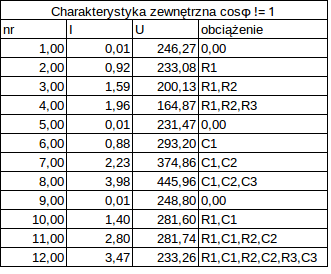 Charakterystyka zewnętrzna cosφ != 1
nr I U obciążenie
1,00 0,01 246,27 0,00
2,00 0,92 233,08 R1
3,00 1,59 200,13 R1,R2
4,00 1,96 164,87 R1,R2,R3
5,00 0,01 231,47 0,00
6,00 0,88 293,20 C1
7,00 2,23 374,86 C1,C2
8,00 3,98 445,96 C1,C2,C3
9,00 0,01 248,80 0,00
10,00 1,40 281,60 R1,C1
11,00 2,80 281,74 R1,C1,R2,C2
12,00 3,47 233,26 R1,C1,R2,C2,R3,C3